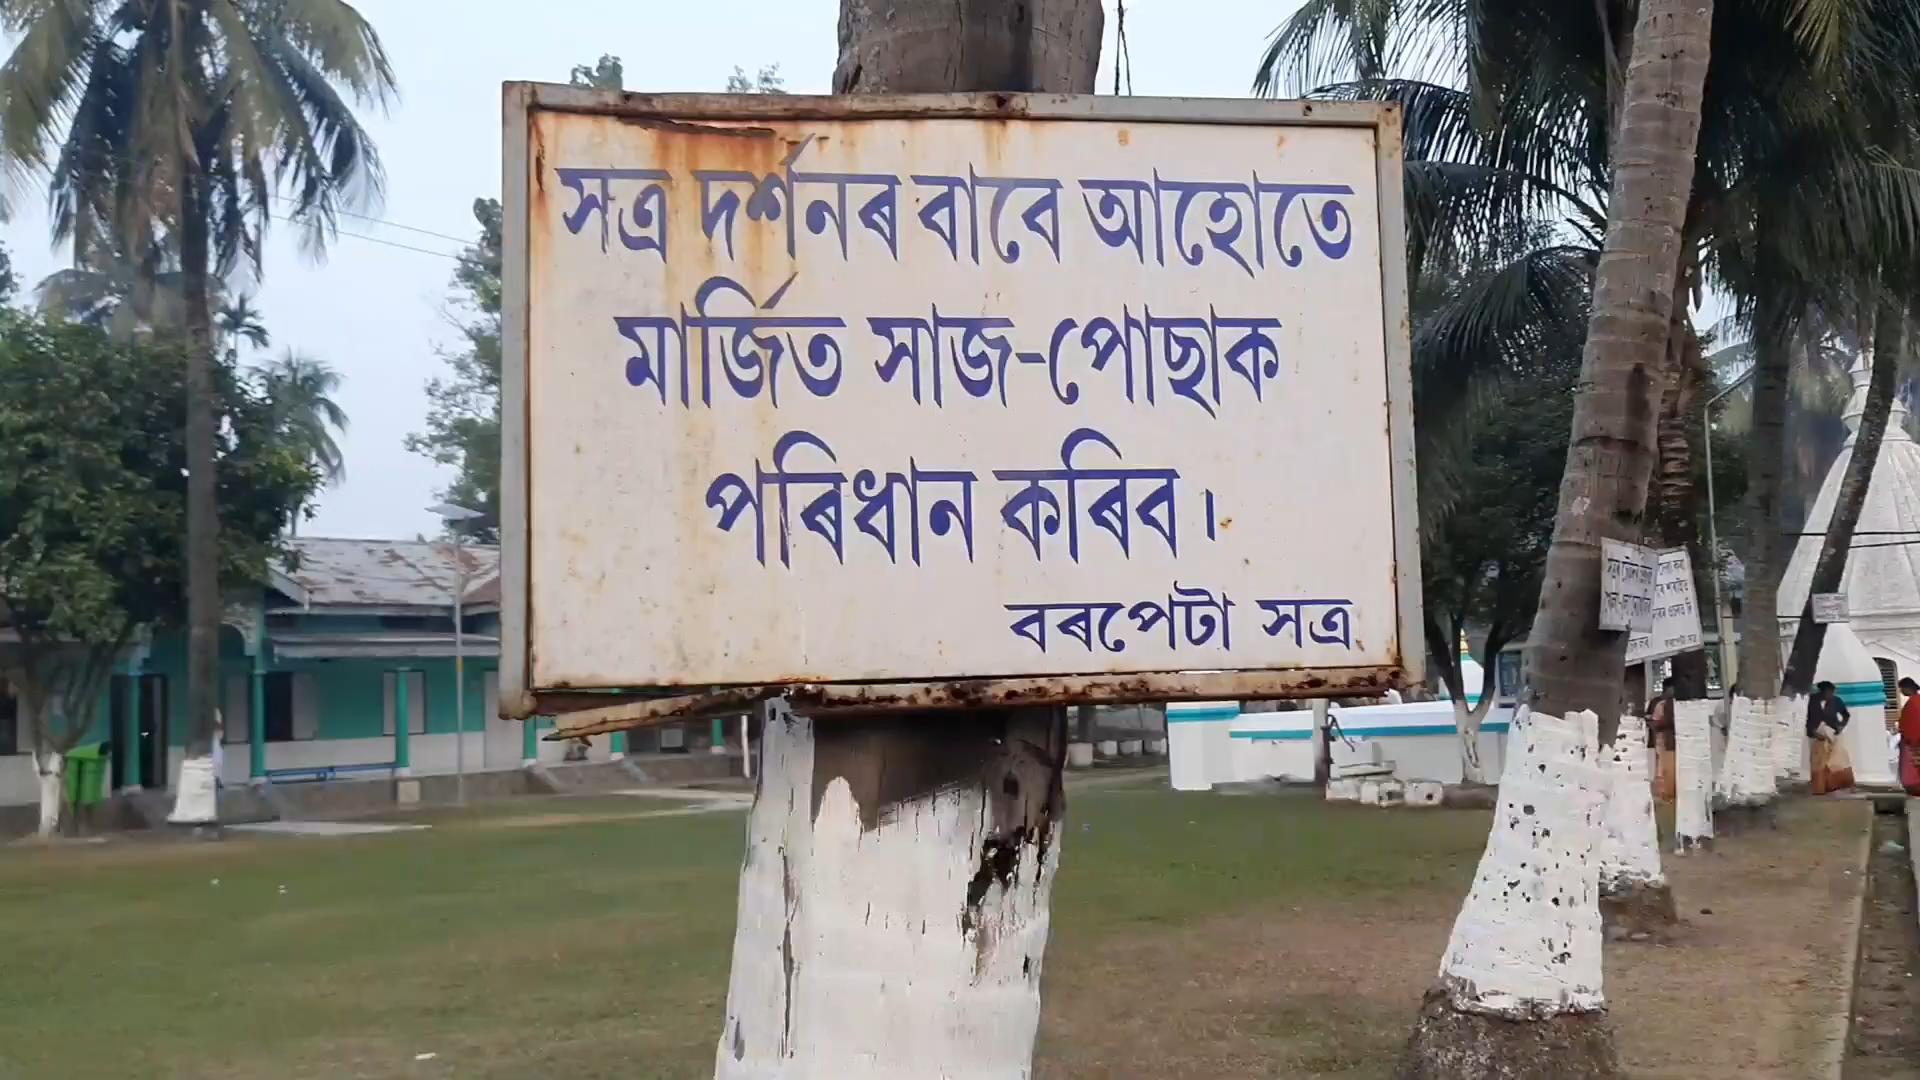 সত্ৰ দৰ্শনৰ বাবে আহোতে
মাৰ্জিত সাজ-পোছাক
পৰিধান কৰিব।
বৰপেটা সত্ৰ